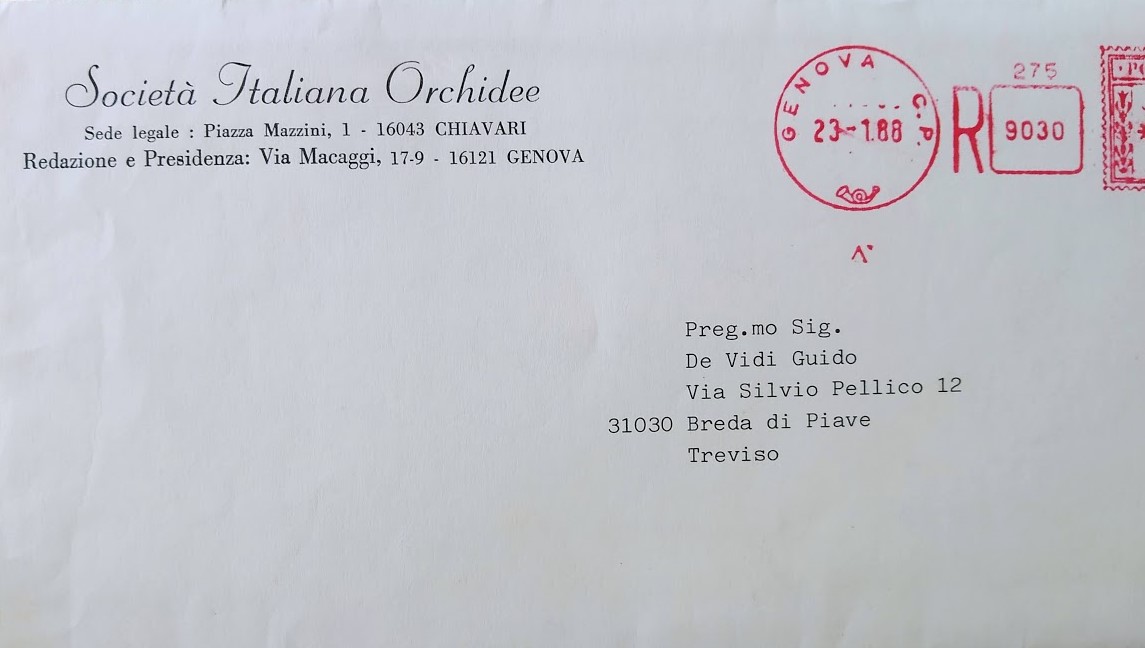 Società Italiana Orchidee
Sede legale : Piazza Mazzini, 1 - 16043 CHIAVARI
Redazione e Presidenza: Via Macaggi, 17-9 - 16121 GENOVA
GENOVA C.P.
23-1.88
R
275
9030
Preg.mo Sig.
De Vidi Guido
Via Silvio Pellico 12
31030 Breda di Piave
Treviso